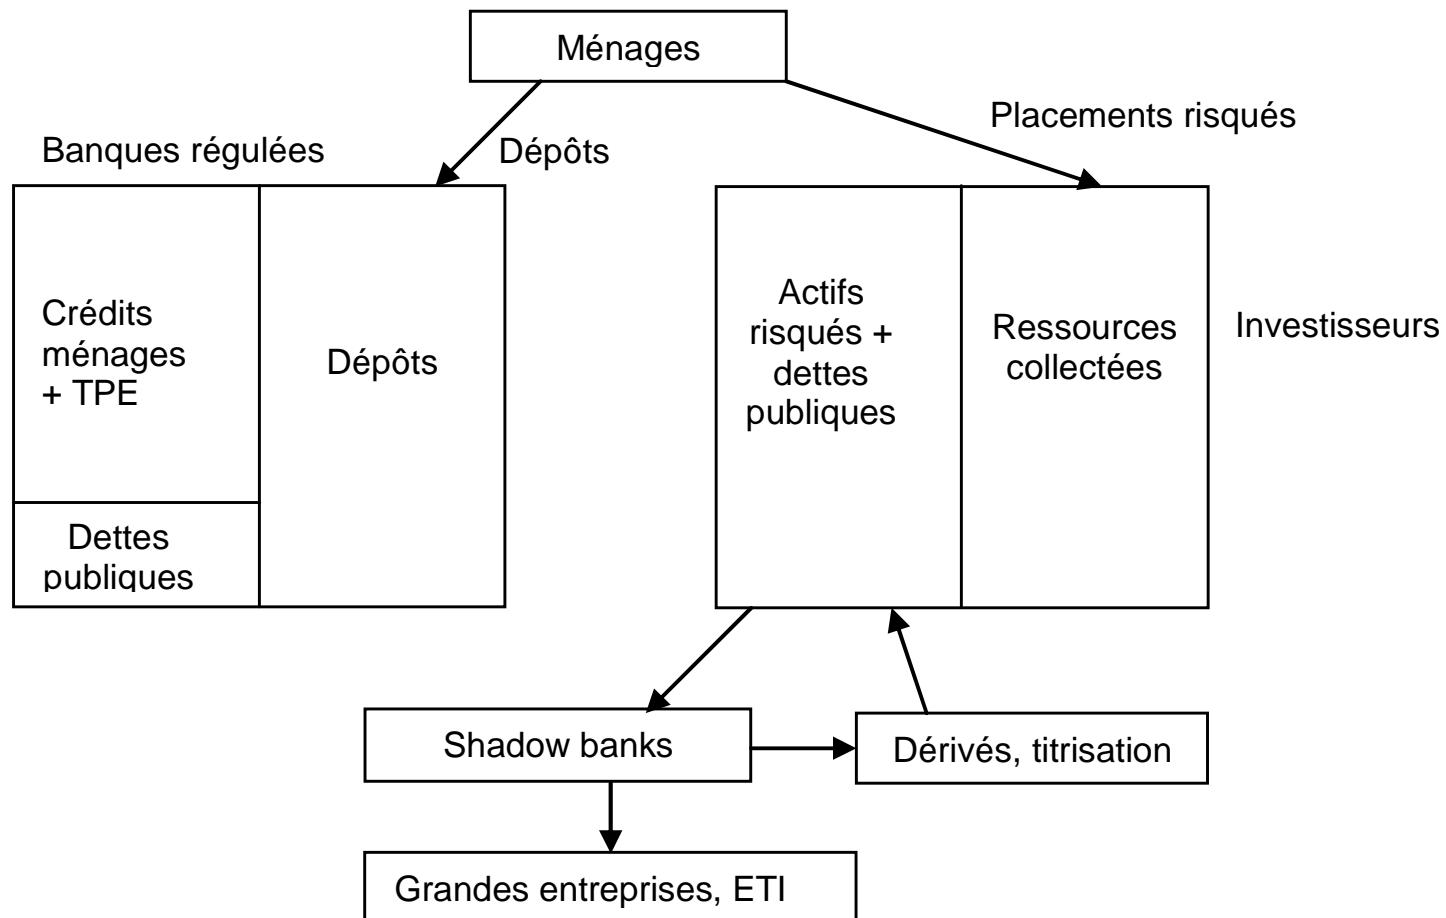 Ménages
Placements risqués
Banques régulées
Dépôts
Crédits
ménages
+ TPE
Dépôts
Dettes
publiques
Actifs
risqués +
dettes
publiques
Ressources
collectées
Investisseurs
Shadow banks
Dérivés, titrisation
Grandes entreprises, ETI